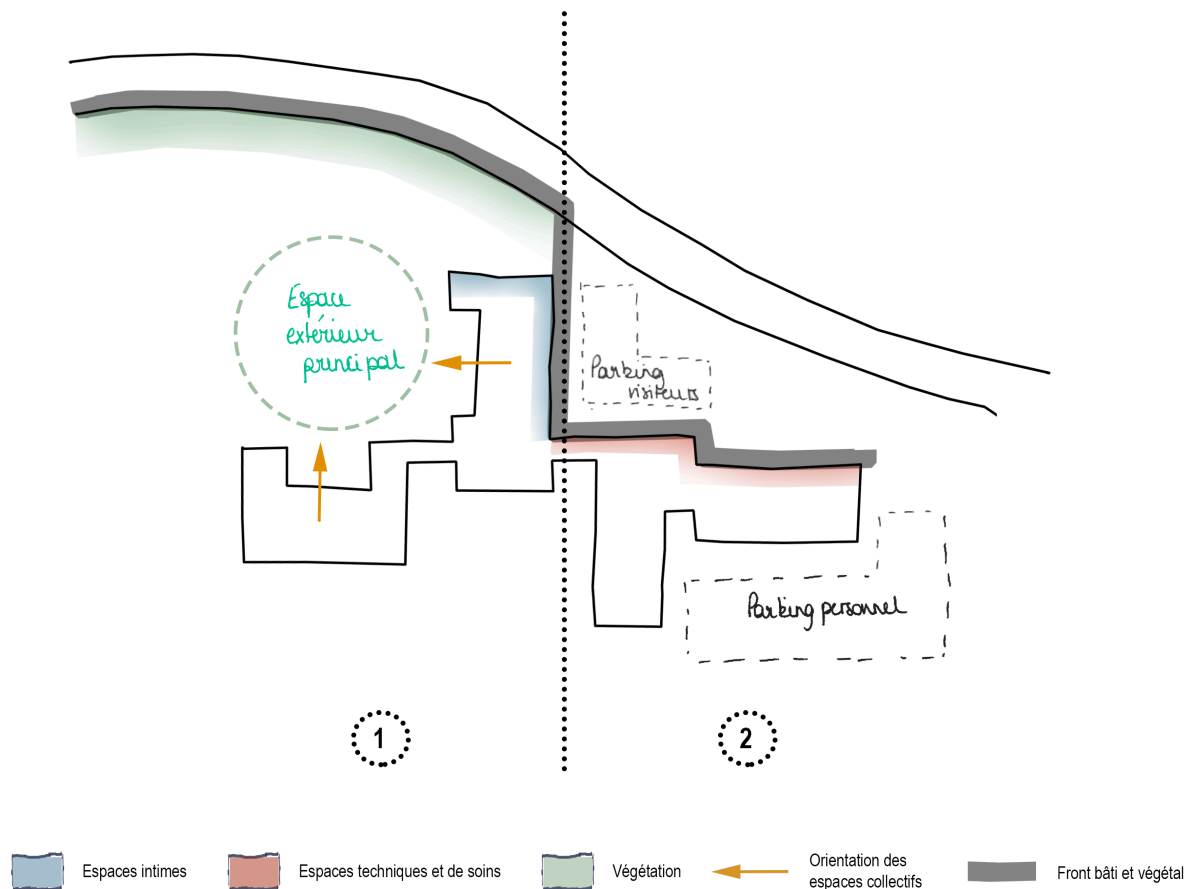 Espace
extérieur
principal
Parking
visiteurs
Parking personnel
1
2
Espaces intimes
Espaces techniques et de soins
Végétation
Orientation des
espaces collectifs
Front bâti et végétal